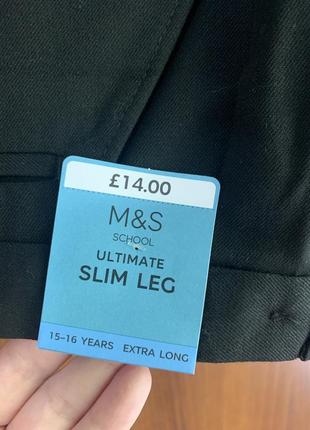 £14.00
M&S
SCHOOL
ULTIMATE
SLIM LEG
15-16 YEARS EXTRA LONG